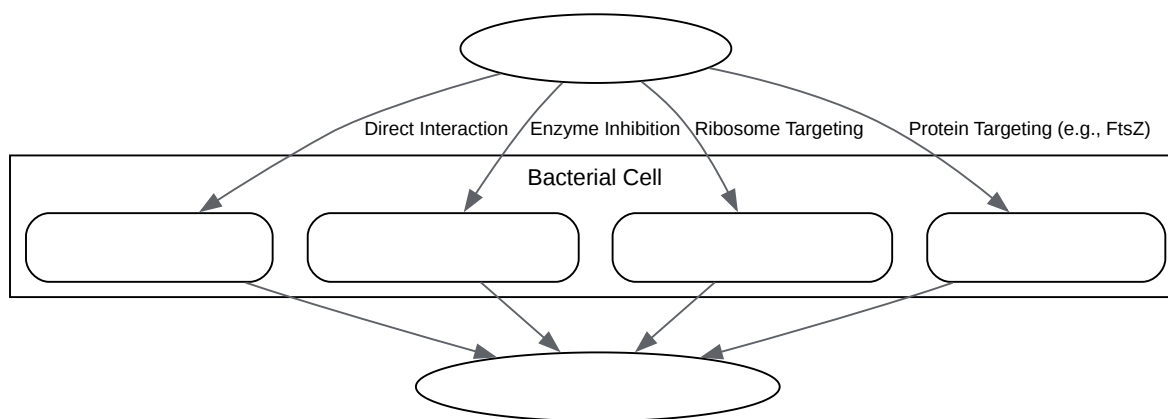 Direct Interaction
Enzyme Inhibition
Ribosome Targeting
Protein Targeting (e.g., FtsZ)
Bacterial Cell